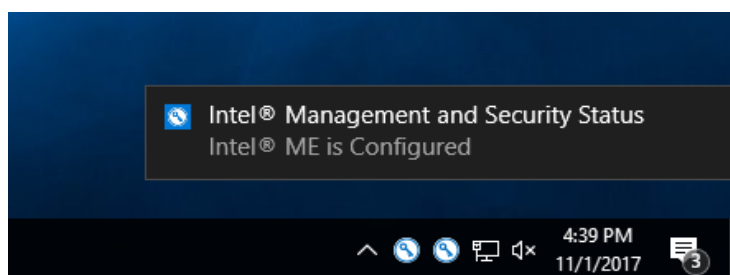 Intel® Management and Security Status
Intel® ME is Configured
4:39 PM
11/1/2017
3